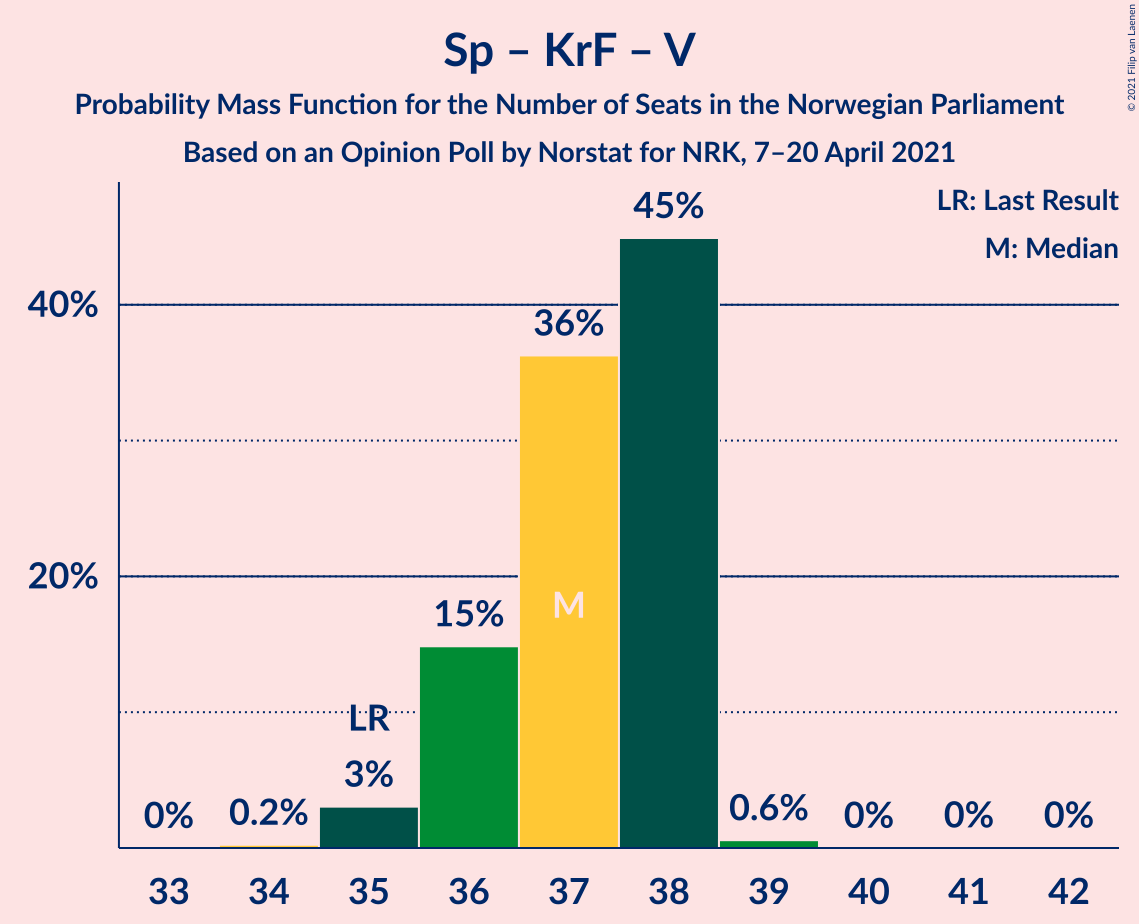 Sp – KrF – V
Probability Mass Function for the Number of Seats in the Norwegian Parliament
Based on an Opinion Poll by Norstat for NRK, 7–20 April 2021
© 2021 Filip van Laenen
LR: Last Result
M: Median
45%
40%
36%
20%
15%
M
LR
3%
0%
0.2%
0.6%
0%
0%
0%
33 34 35 36 37 38 39 40 41 42